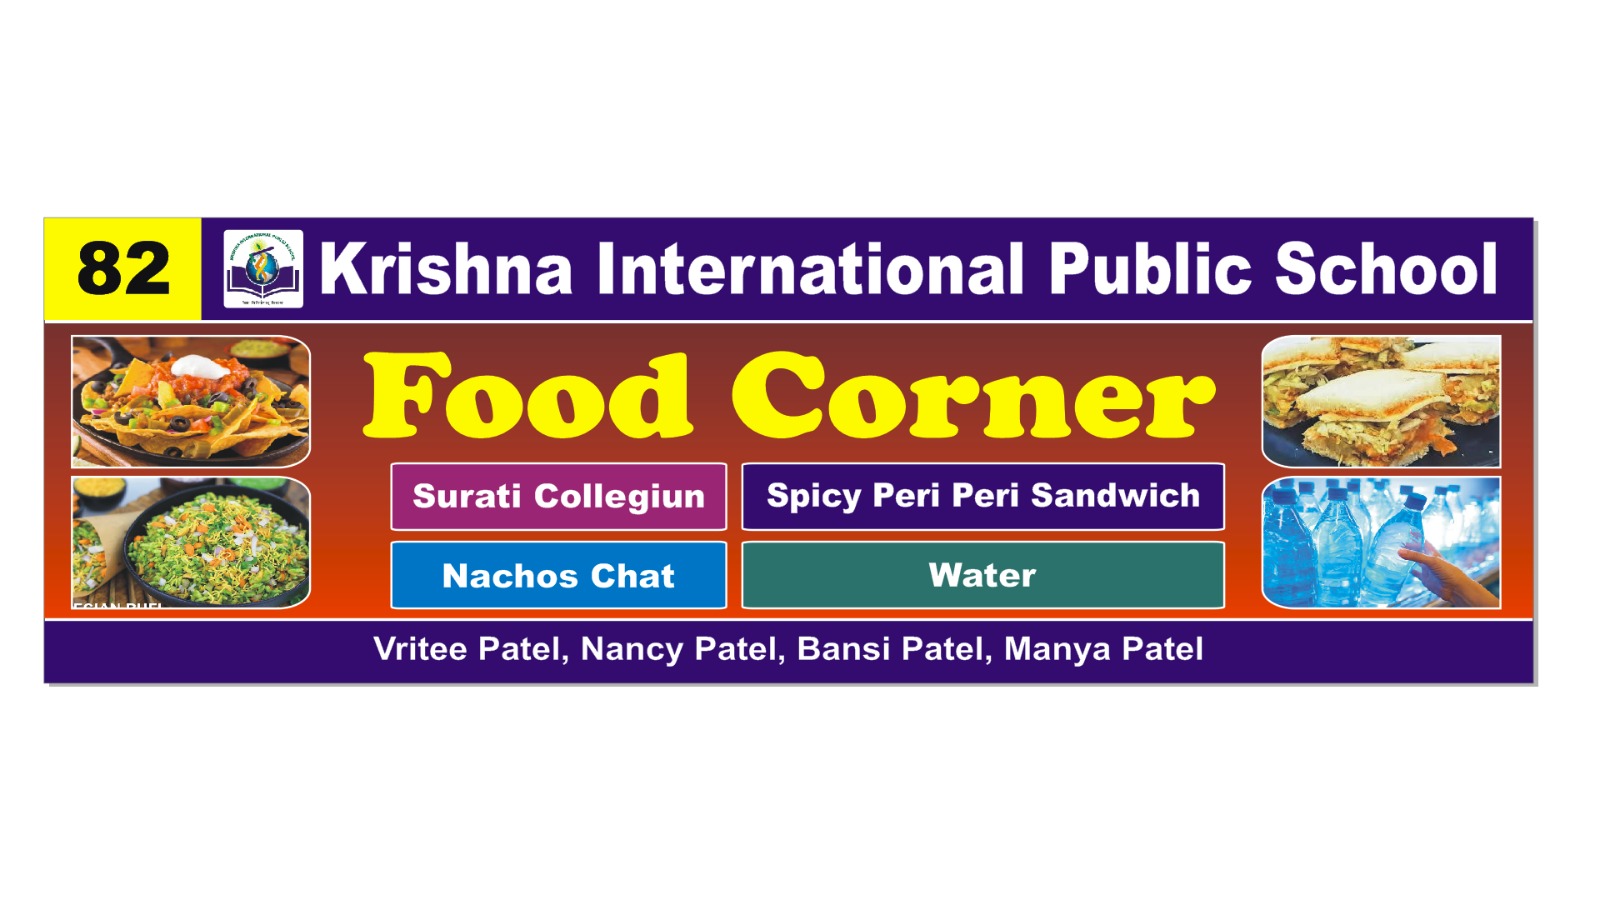 82
Krishna International Public School
Food Corner
Surati Collegiun
Spicy Peri Peri Sandwich
Nachos Chat
Water
Vritee Patel, Nancy Patel, Bansi Patel, Manya Patel